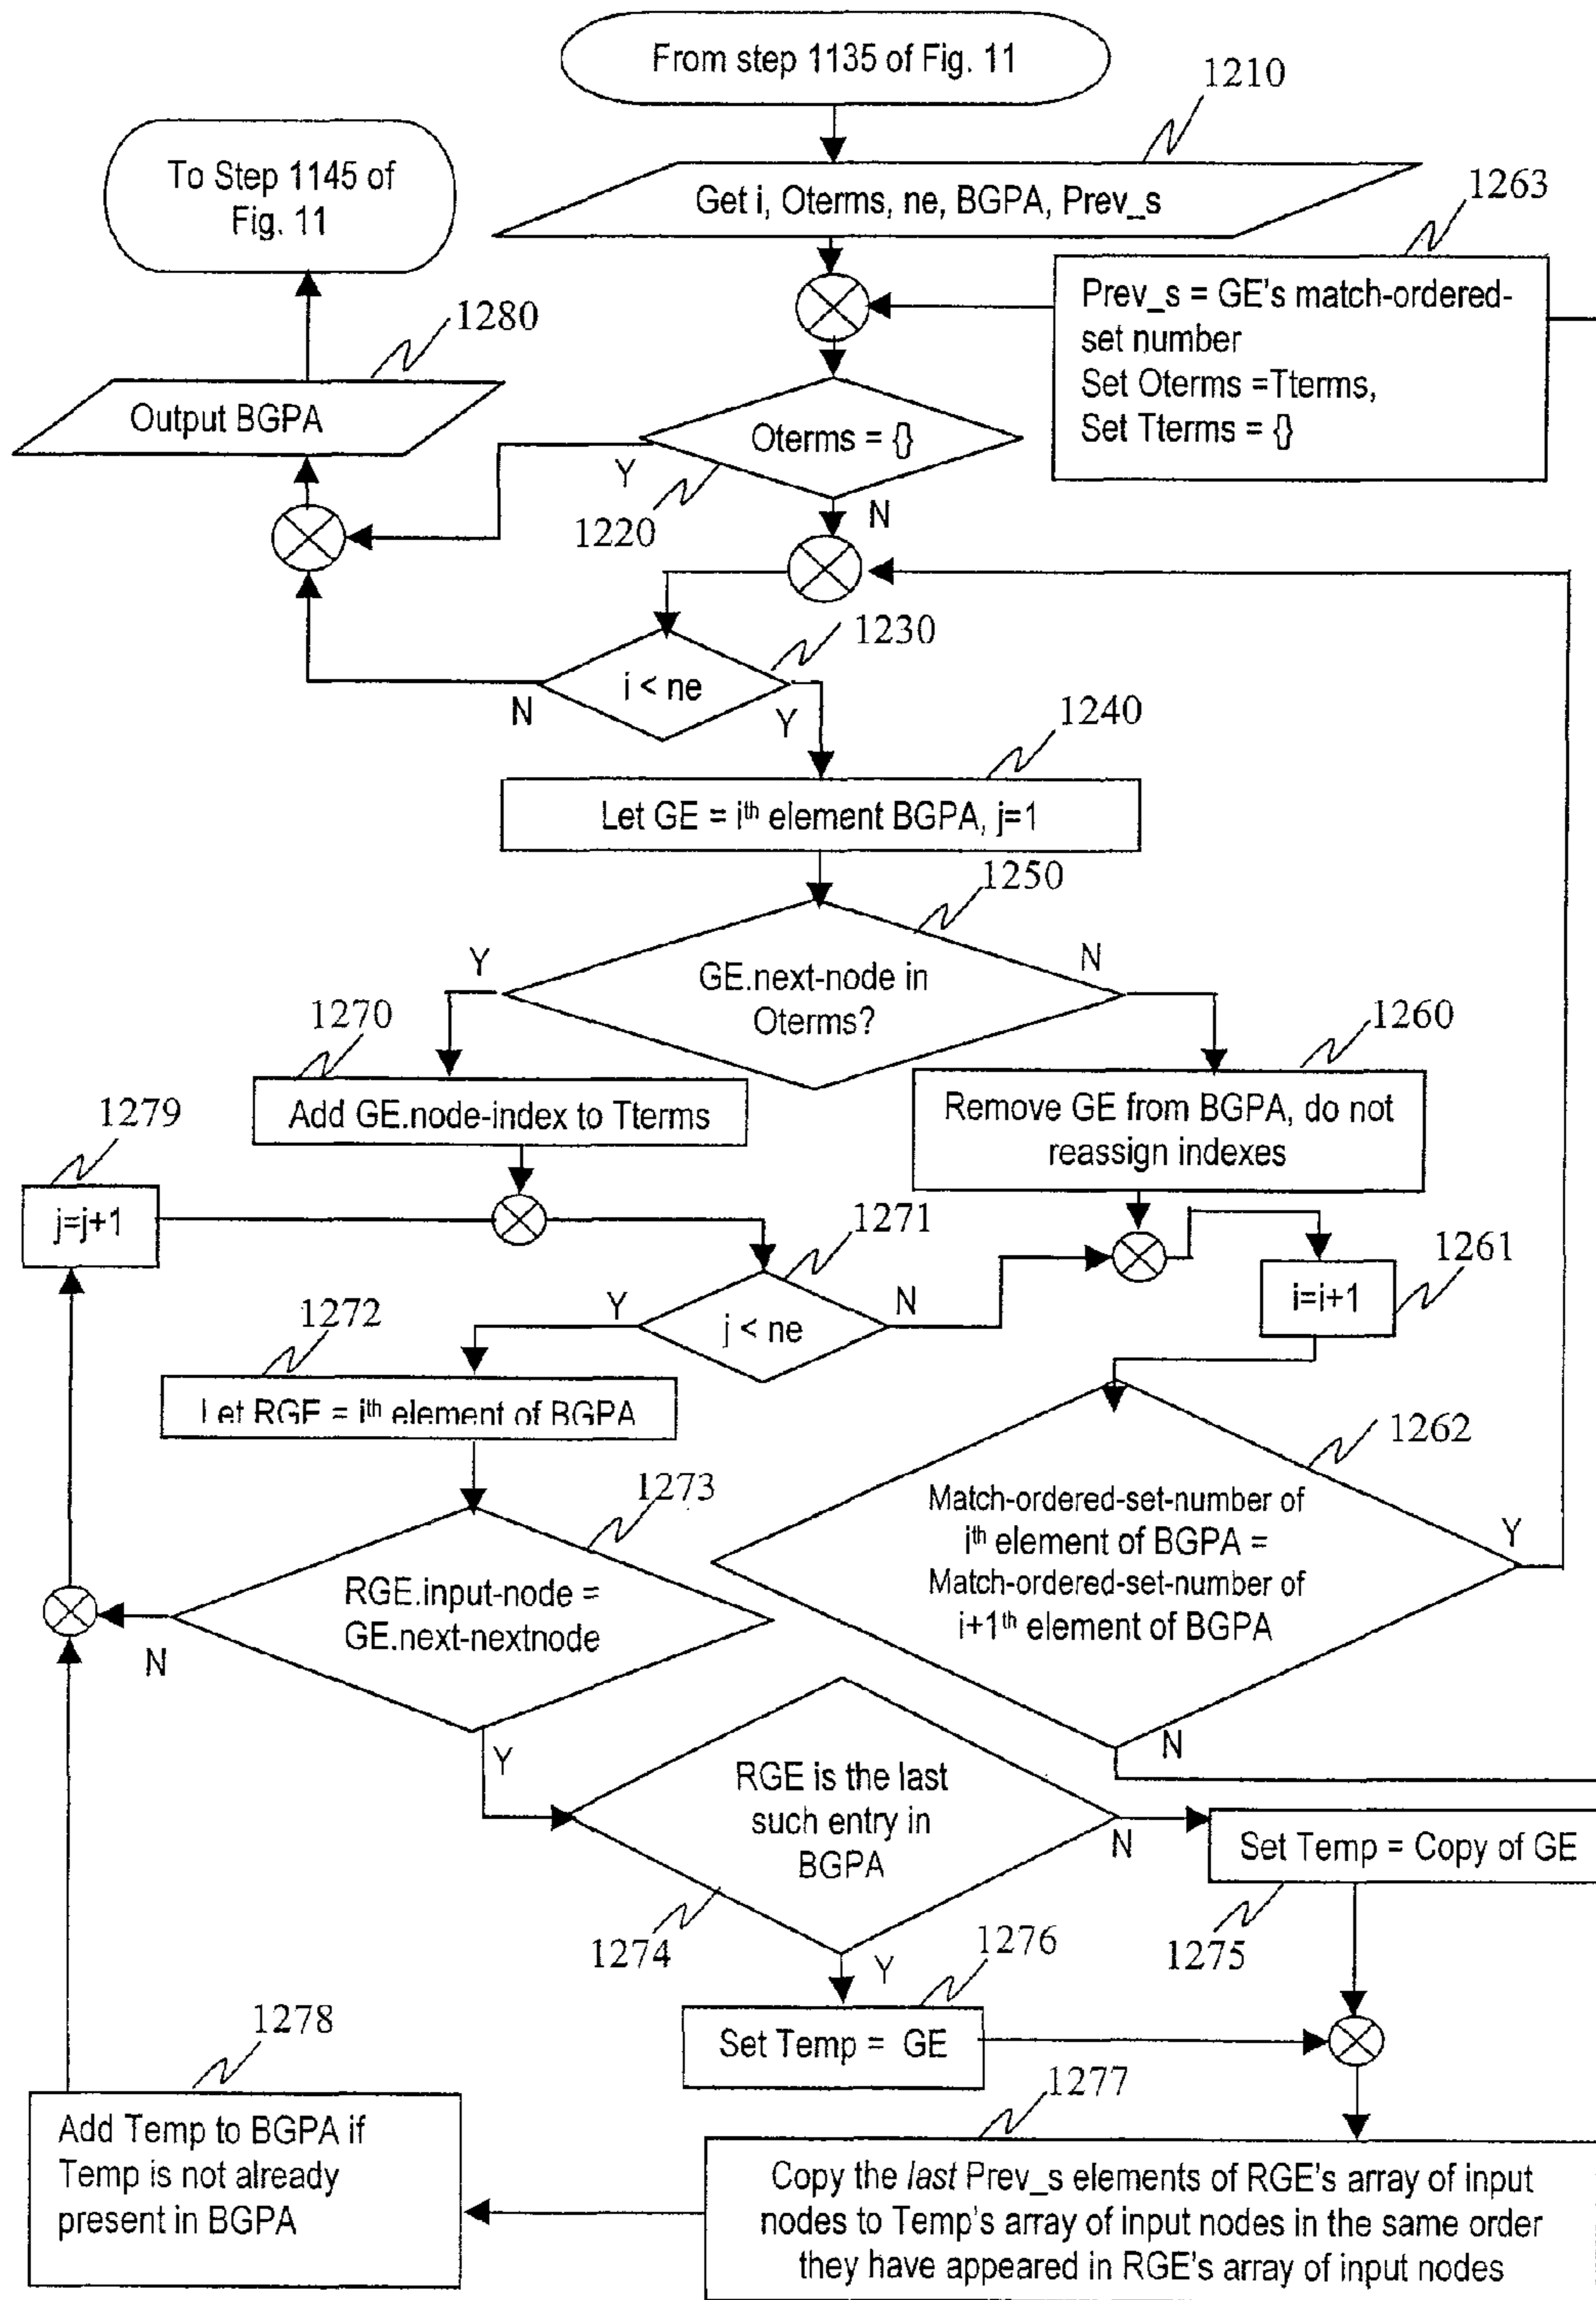 From step 1135 of Fig. 11
1210
To Step 1145 of
Fig. 11
Get i, Oterms, ne, BGPA, Prev_s
1263
Prev_s = GE's match-ordered-
set number
Set Oterms =Tterms,
Set Tterms = {}
1280
Output BGPA
Oterms = {}
Y
1220
N
1230
i < ne
N
Y
1240
Let GE = ith element BGPA, j=1
1250
Y
GE.next-node in
Oterms?
N
1270
1260
Add GE.node-index to Tterms
Remove GE from BGPA, do not
reassign indexes
1279
j=j+1
1271
1261
i=i+1
Y
j < ne
N
1272
Let RGE = ith element of BGPA
1262
Match-ordered-set-number of
ith element of BGPA =
Match-ordered-set-number of
i+1th element of BGPA
Y
N
1273
RGE.input-node =
GE.next-nextnode
N
Y
RGE is the last
such entry in
BGPA
N
Set Temp = Copy of GE
1274
1275
Y
1276
Set Temp = GE
1278
1277
Add Temp to BGPA if
Temp is not already
present in BGPA
Copy the last Prev_s elements of RGE's array of input
nodes to Temp's array of input nodes in the same order
they have appeared in RGE's array of input nodes